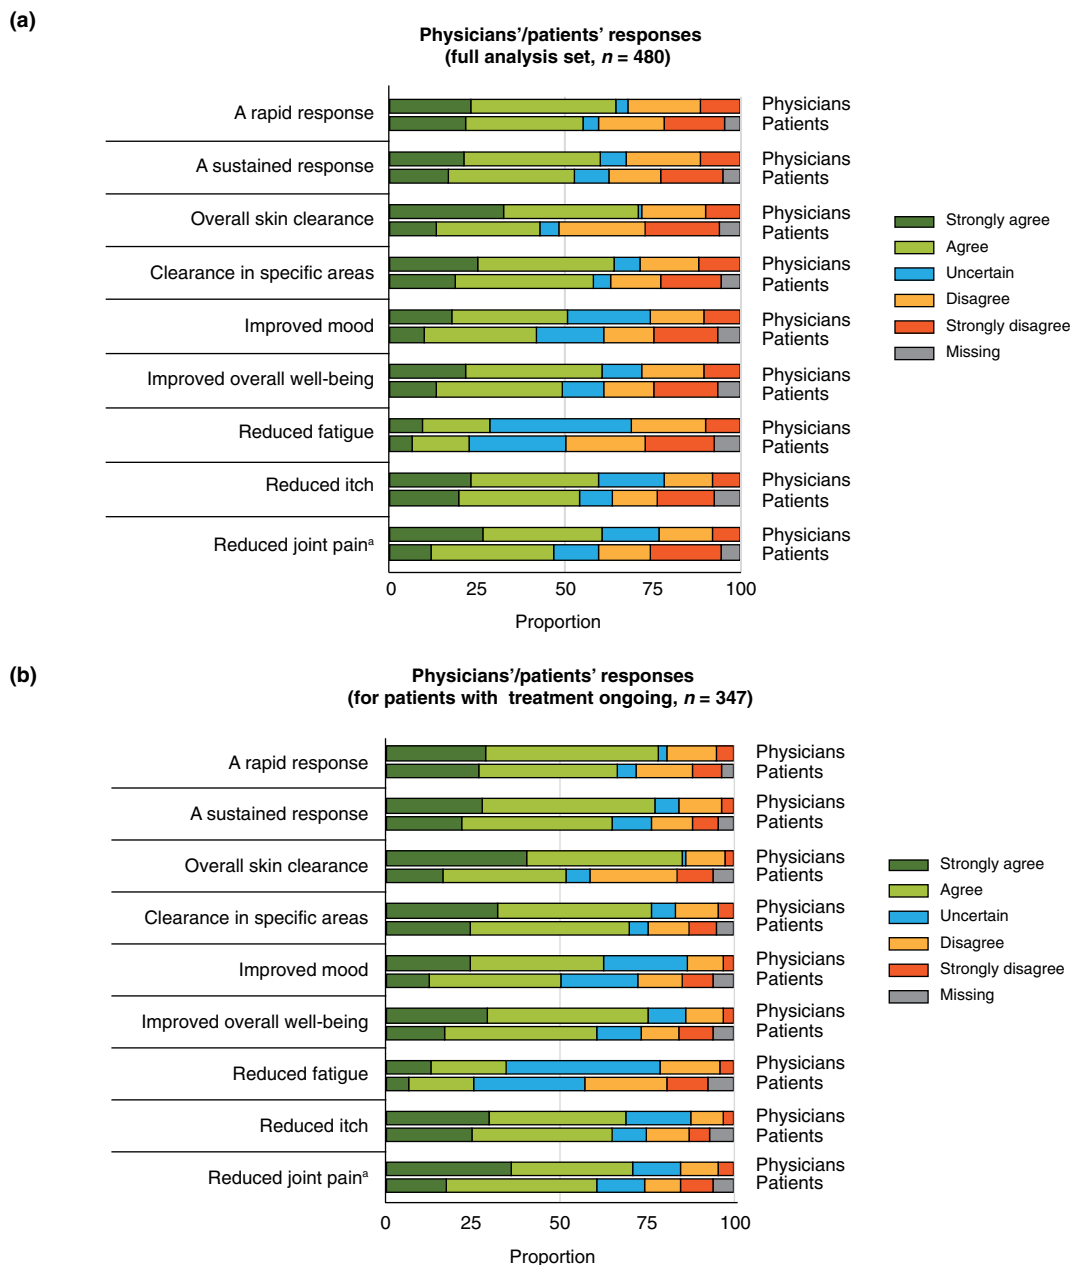 (a)
Physicians’/patients’ responses
(full analysis set, n = 480)
A rapid response
Physicians
Patients
A sustained response
Physicians
Patients
Overall skin clearance
Physicians
Patients
Clearance in specific areas
Physicians
Patients
Improved mood
Physicians
Patients
Improved overall well-being
Physicians
Patients
Reduced fatigue
Physicians
Patients
Reduced itch
Physicians
Patients
Reduced joint painᵃ
Physicians
Patients
0 25 50 75 100
Proportion
Strongly agree
Agree
Uncertain
Disagree
Strongly disagree
Missing
(b)
Physicians’/patients’ responses
(for patients with treatment ongoing, n = 347)
A rapid response
Physicians
Patients
A sustained response
Physicians
Patients
Overall skin clearance
Physicians
Patients
Clearance in specific areas
Physicians
Patients
Improved mood
Physicians
Patients
Improved overall well-being
Physicians
Patients
Reduced fatigue
Physicians
Patients
Reduced itch
Physicians
Patients
Reduced joint painᵃ
Physicians
Patients
0 25 50 75 100
Proportion
Strongly agree
Agree
Uncertain
Disagree
Strongly disagree
Missing